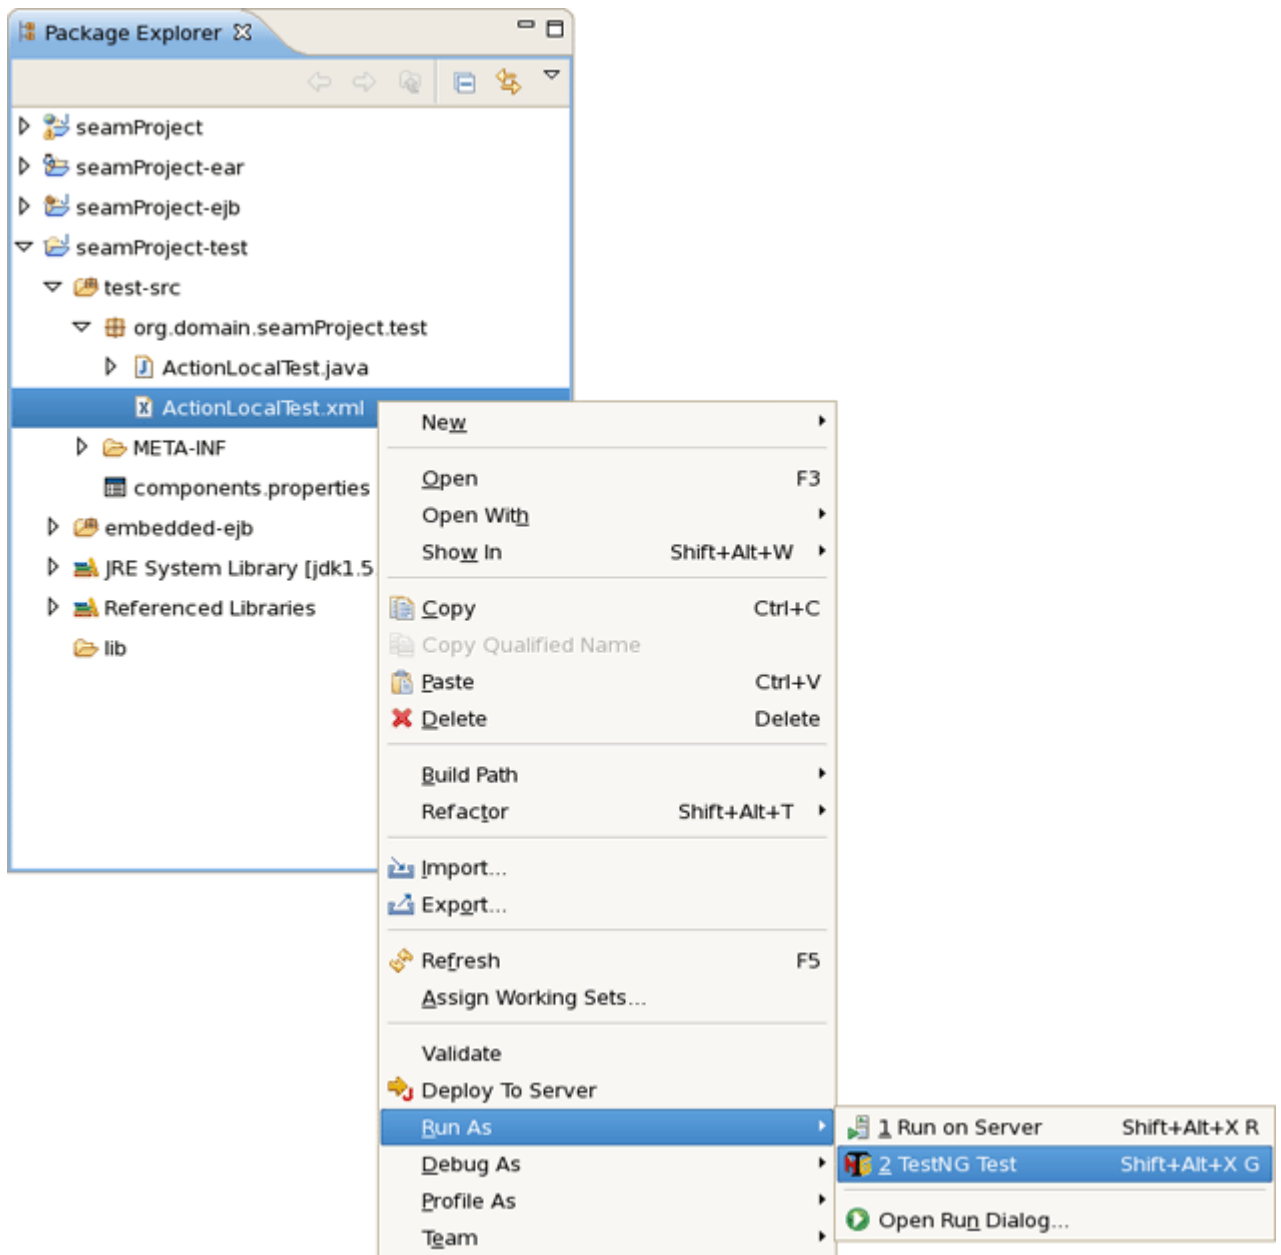 Package Explorer
seamProject
seamProject-ear
seamProject-ejb
seamProject-test
test-src
org.domain.seamProject.test
ActionLocalTest.java
ActionLocalTest.xml
META-INF
components.properties
embedded-ejb
JRE System Library [jdk1.5
Referenced Libraries
lib
New
Open F3
Open With
Show In Shift+Alt+W
Copy Ctrl+C
Copy Qualified Name
Paste Ctrl+V
Delete Delete
Build Path
Refactor Shift+Alt+T
Import...
Export...
Refresh F5
Assign Working Sets...
Validate
Deploy To Server
Run As
Debug As
Profile As
Team
1 Run on Server Shift+Alt+X R
2 TestNG Test Shift+Alt+X G
Open Run Dialog...